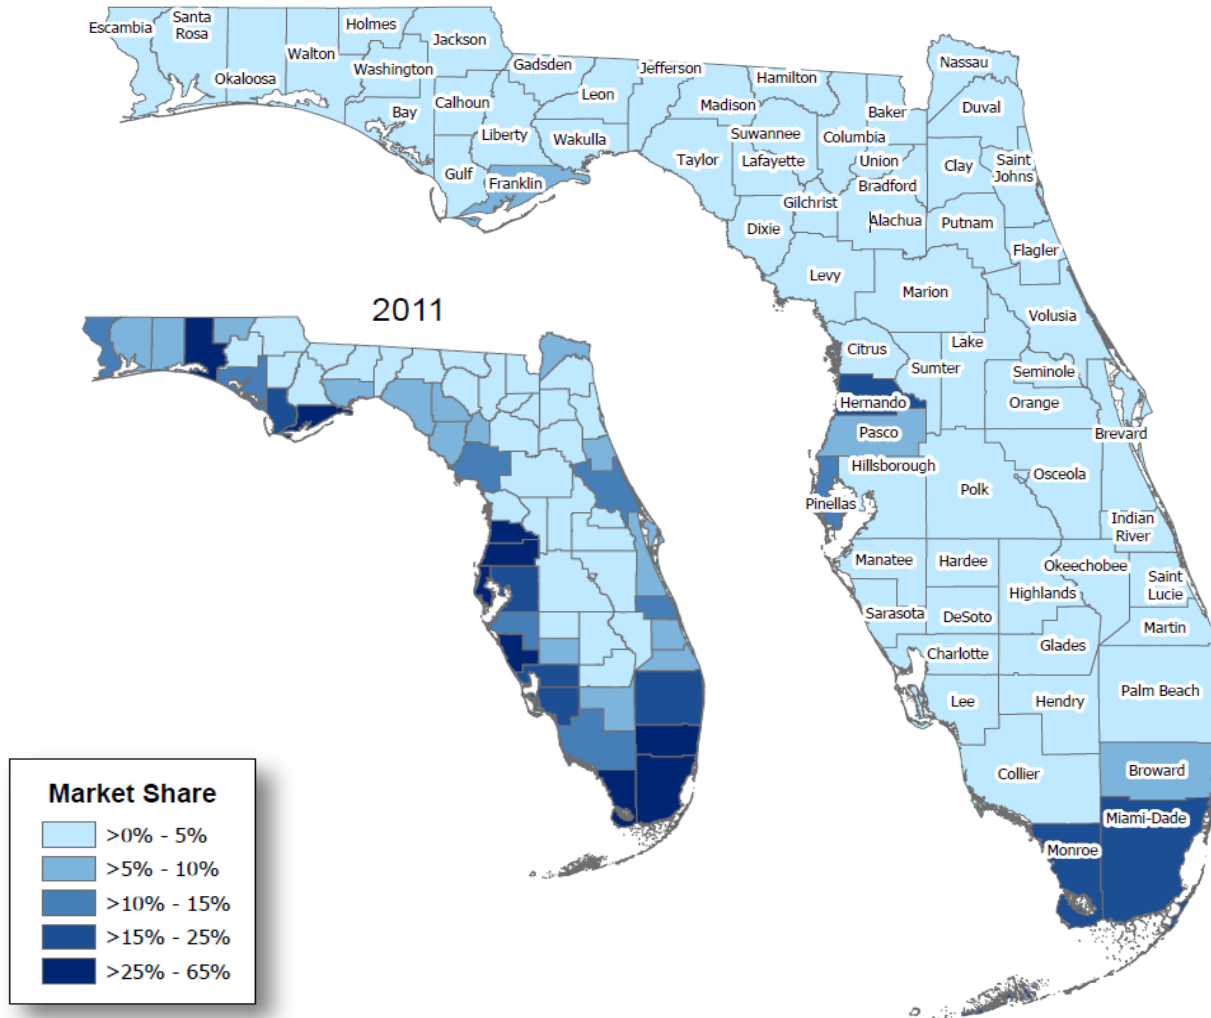 Escambia
Santa
Rosa
Okaloosa
Walton
Holmes
Washington
Jackson
Bay
Calhoun
Gulf
Liberty
Franklin
Gadsden
Leon
Wakulla
Jefferson
Madison
Taylor
Hamilton
Suwannee
Lafayette
Dixie
Gilchrist
Columbia
Baker
Union
Bradford
Alachua
Nassau
Duval
Clay
Saint
Johns
Putnam
Flagler
Levy
Marion
Volusia
2011
Citrus
Lake
Sumter
Seminole
Hernando
Orange
Pasco
Brevard
Hillsborough
Osceola
Polk
Pinellas
Indian
River
Manatee
Hardee
Okeechobee
Highlands
Saint
Lucie
Sarasota
DeSoto
Martin
Glades
Charlotte
Lee
Hendry
Palm Beach
Collier
Broward
Miami-Dade
Monroe
Market Share
>0% - 5%
>5% - 10%
>10% - 15%
>15% - 25%
>25% - 65%